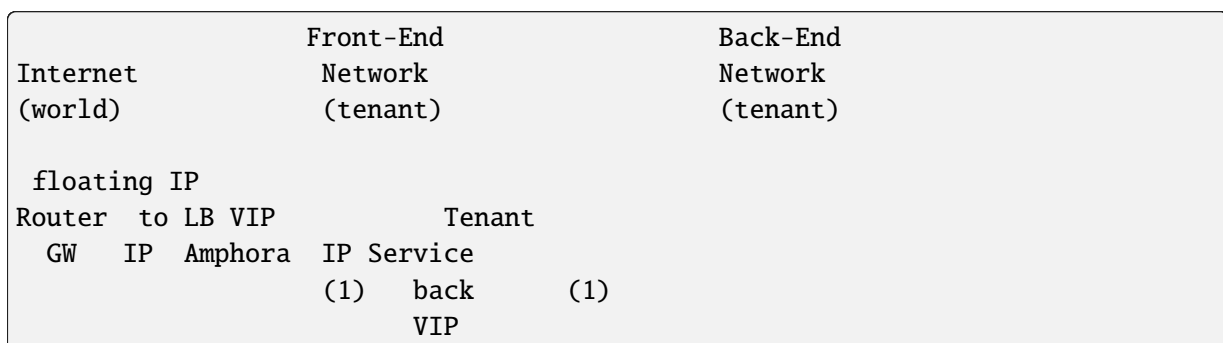 Front-End Back-End
Internet Network Network
(world) (tenant) (tenant)
floating IP
Router to LB VIP Tenant
GW IP Amphora IP Service
(1) back (1)
VIP